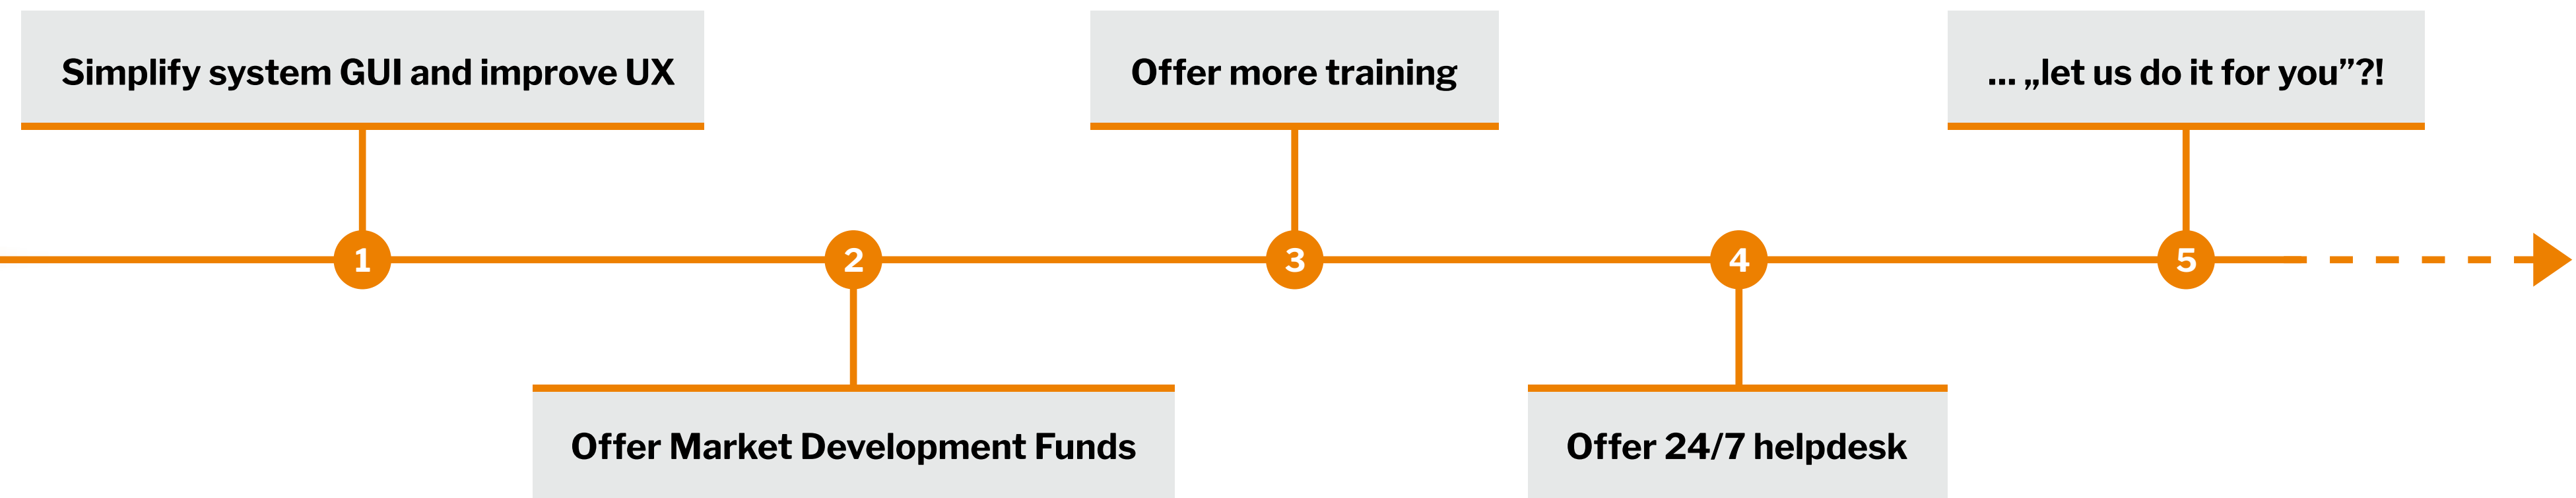 Simplify system GUI and improve UX
Offer more training
... „let us do it for you”?!
1
2
3
4
5
Offer Market Development Funds
Offer 24/7 helpdesk